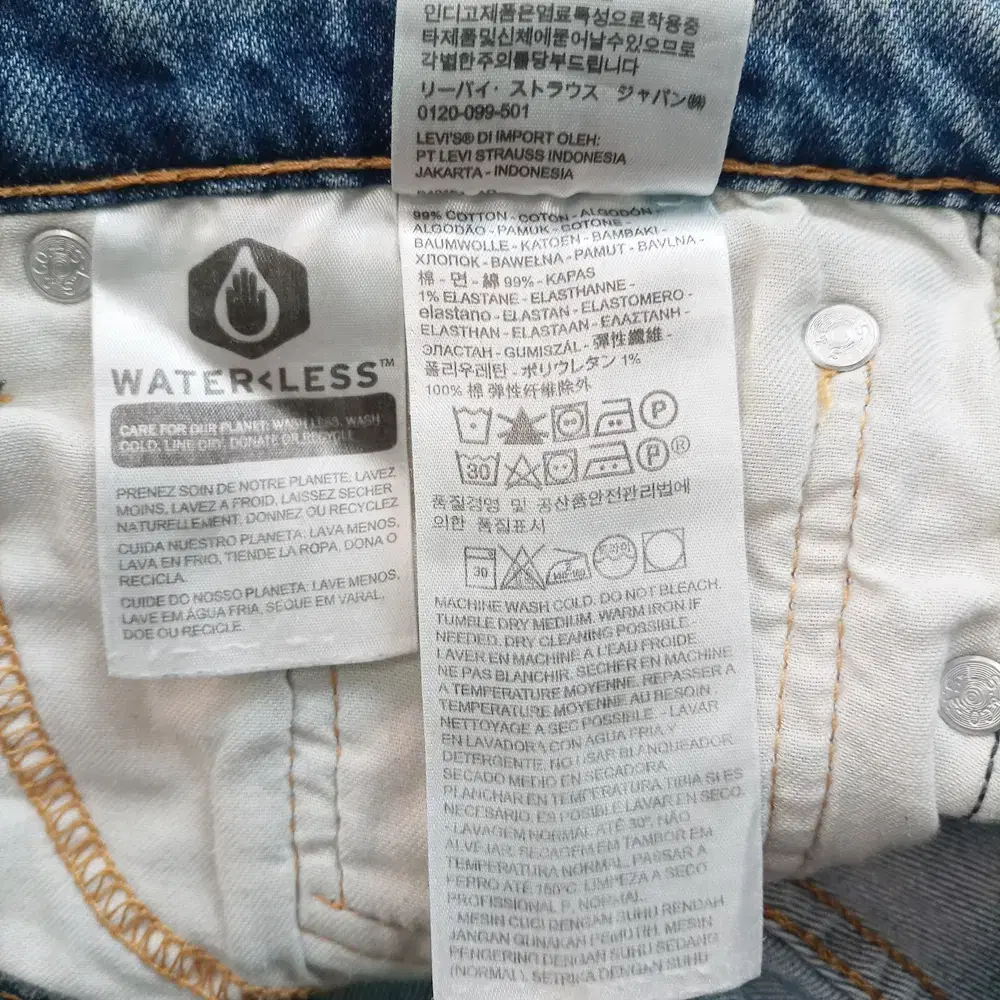 인디고제품은염료특성으로착용중
타제품및신체에묻어날수있으므로
각별한주의를당부드립니다
リーバイ・ストラウス ジャパン㈱
0120-099-501
LEVI'S® DI IMPORT OLEH:
PT LEVI STRAUSS INDONESIA
JAKARTA - INDONESIA
WATER<LESS™
CARE FOR OUR PLANET: WASH LESS, WASH
COLD, LINE DRY, DONATE OR RECYCLE.
PRENEZ SOIN DE NOTRE PLANETE: LAVEZ
MOINS, LAVEZ A FROID, LAISSEZ SECHER
NATURELLEMENT, DONNEZ OU RECYCLEZ
CUIDA NUESTRO PLANETA: LAVA MENOS,
LAVA EN FRIO, TIENDE LA ROPA, DONA O
RECICLA.
CUIDE DO NOSSO PLANETA: LAVE MENOS,
LAVE EM ÁGUA FRIA, SEQUE EM VARAL,
DOE OU RECICLE.
99% COTTON - COTON - ALGODÓN -
ALGODÃO - PAMUK - COTONE -
BAUMWOLLE - KATOEN - BAMBAKI -
ХЛОПОК - BAWEŁNA - PAMUT - BAVLNA -
棉 - 면 - 綿 99% - KAPAS
1% ELASTANE - ELASTHANNE -
elastano - ELASTAN - ELASTOMERO -
ELASTHAN - ELASTAAN - ΕΛΑΣΤΑΝΗ -
ЭЛАСТАН - GUMISZÁL - 彈性纖維 -
폴리우레탄 - ポリウレタン 1%
100% 棉 弹性纤维除外
P
30 P®
품질경영 및 공산품안전관리법에
의한 품질표시
30 드라이
MACHINE WASH COLD. DO NOT BLEACH.
TUMBLE DRY MEDIUM. WARM IRON IF
NEEDED. DRY CLEANING POSSIBLE -
LAVER EN MACHINE A L'EAU FROIDE.
NE PAS BLANCHIR. SECHER EN MACHINE
A TEMPERATURE MOYENNE. REPASSER A
TEMPERATURE MOYENNE AU BESOIN.
NETTOYAGE A SEC POSSIBLE - LAVAR
EN LAVADORA CON AGUA FRIA Y
DETERGENTE. NO USAR BLANQUEADOR.
SECADO MEDIO EN SECADORA.
PLANCHAR EN TEMPERATURA TIBIA SI ES
NECESARIO. ES POSIBLE LAVAR EN SECO.
- LAVAGEM NORMAL ATÉ 30º. NÃO
ALVEJAR. SECAGEM EM TAMBOR EM
TEMPERATURA NORMAL. PASSAR A
FERRO ATÉ 150ºC. LIMPEZA A SECO
PROFISSIONAL P, NORMAL.
- MESIN CUCI DENGAN SUHU RENDAH
JANGAN GUNAKAN PEMUTIH. MESIN
PENGERING DENGAN SUHU SEDANG
(NORMAL). SETRIKA DENGAN SUHU